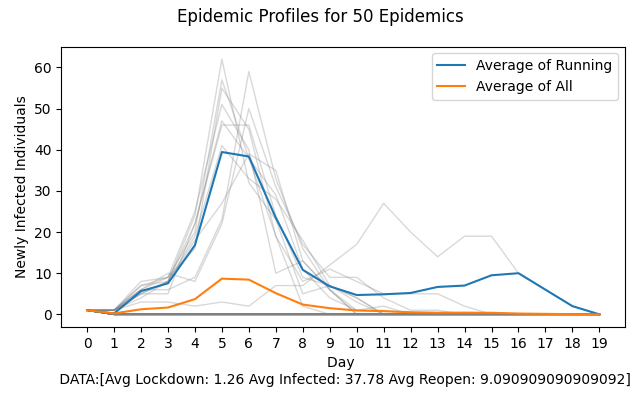 Epidemic Profiles for 50 Epidemics
Newly Infected Individuals
60
50
40
30
20
10
0
Average of Running
Average of All
0 1 2 3 4 5 6 7 8 9 10 11 12 13 14 15 16 17 18 19
Day
DATA:[Avg Lockdown: 1.26 Avg Infected: 37.78 Avg Reopen: 9.090909090909092]